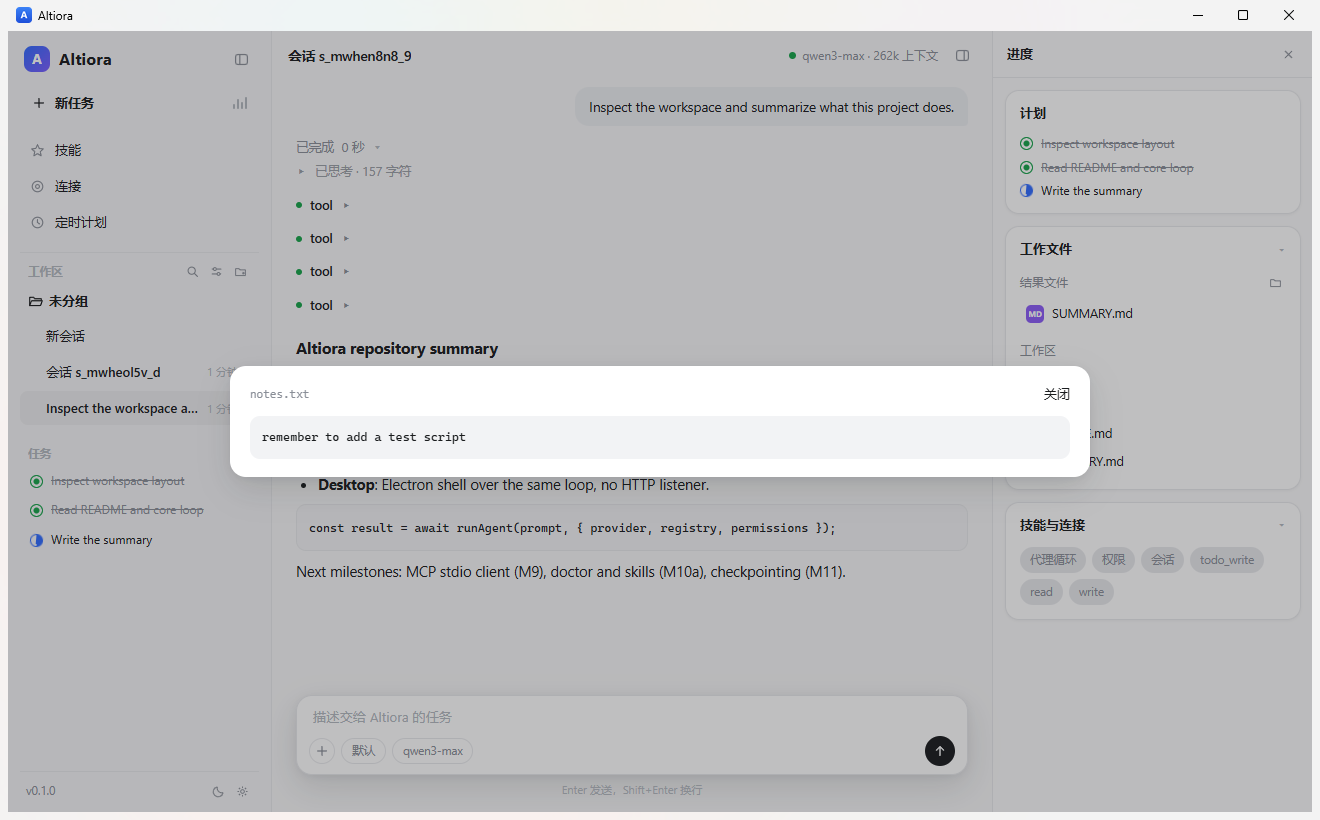 Altiora
A Altiora
新任务
技能
连接
定时计划
工作区
未分组
新会话
会话 s_mwheol5v_d 1 分
Inspect the workspace a... 1 分
任务
Inspect workspace layout
Read README and core loop
Write the summary
v0.1.0
会话 s_mwhen8n8_9
qwen3-max · 262k 上下文
Inspect the workspace and summarize what this project does.
已完成 0 秒
已思考 · 157 字符
tool
tool
tool
tool
Altiora repository summary
notes.txt
关闭
remember to add a test script
Desktop: Electron shell over the same loop, no HTTP listener.
const result = await runAgent(prompt, { provider, registry, permissions });
Next milestones: MCP stdio client (M9), doctor and skills (M10a), checkpointing (M11).
描述交给 Altiora 的任务
默认
qwen3-max
Enter 发送，Shift+Enter 换行
进度
计划
Inspect workspace layout
Read README and core loop
Write the summary
工作文件
结果文件
MD SUMMARY.md
工作区
.md
RY.md
技能与连接
代理循环 权限 会话 todo_write
read write